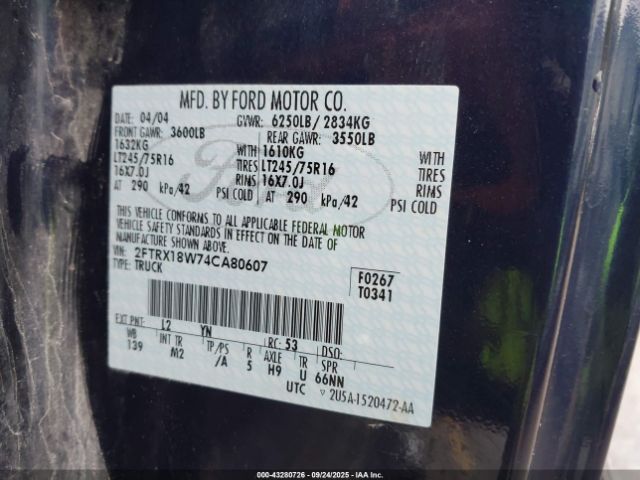 MFD. BY FORD MOTOR CO.
DATE: 04/04 GVWR: 6250LB/ 2834KG
FRONT GAWR: 3600LB REAR GAWR: 3550LB
1632KG WITH 1610KG WITH
LT245/75R16 TIRES LT245/75R16 TIRES
16X7.0J RIMS 16X7.0J RIMS
AT 290 kPa/42 PSI COLD AT 290 kPa/42 PSI COLD
THIS VEHICLE CONFORMS TO ALL APPLICABLE FEDERAL MOTOR
VEHICLE SAFETY STANDARDS IN EFFECT ON THE DATE OF
MANUFACTURE SHOWN ABOVE.
VIN: 2FTRX18W74CA80607 F0267
TYPE: TRUCK T0341
EXT PNT: L2 YN RC: 53 DSO:
WB INT TR TP/PS R AXLE TR SPR
139 M2 /A 5 H9 U 66NN
UTC ▽ 2U5A-1520472-AA
Ford
000-43280726 - 09/24/2025 - IAA Inc.